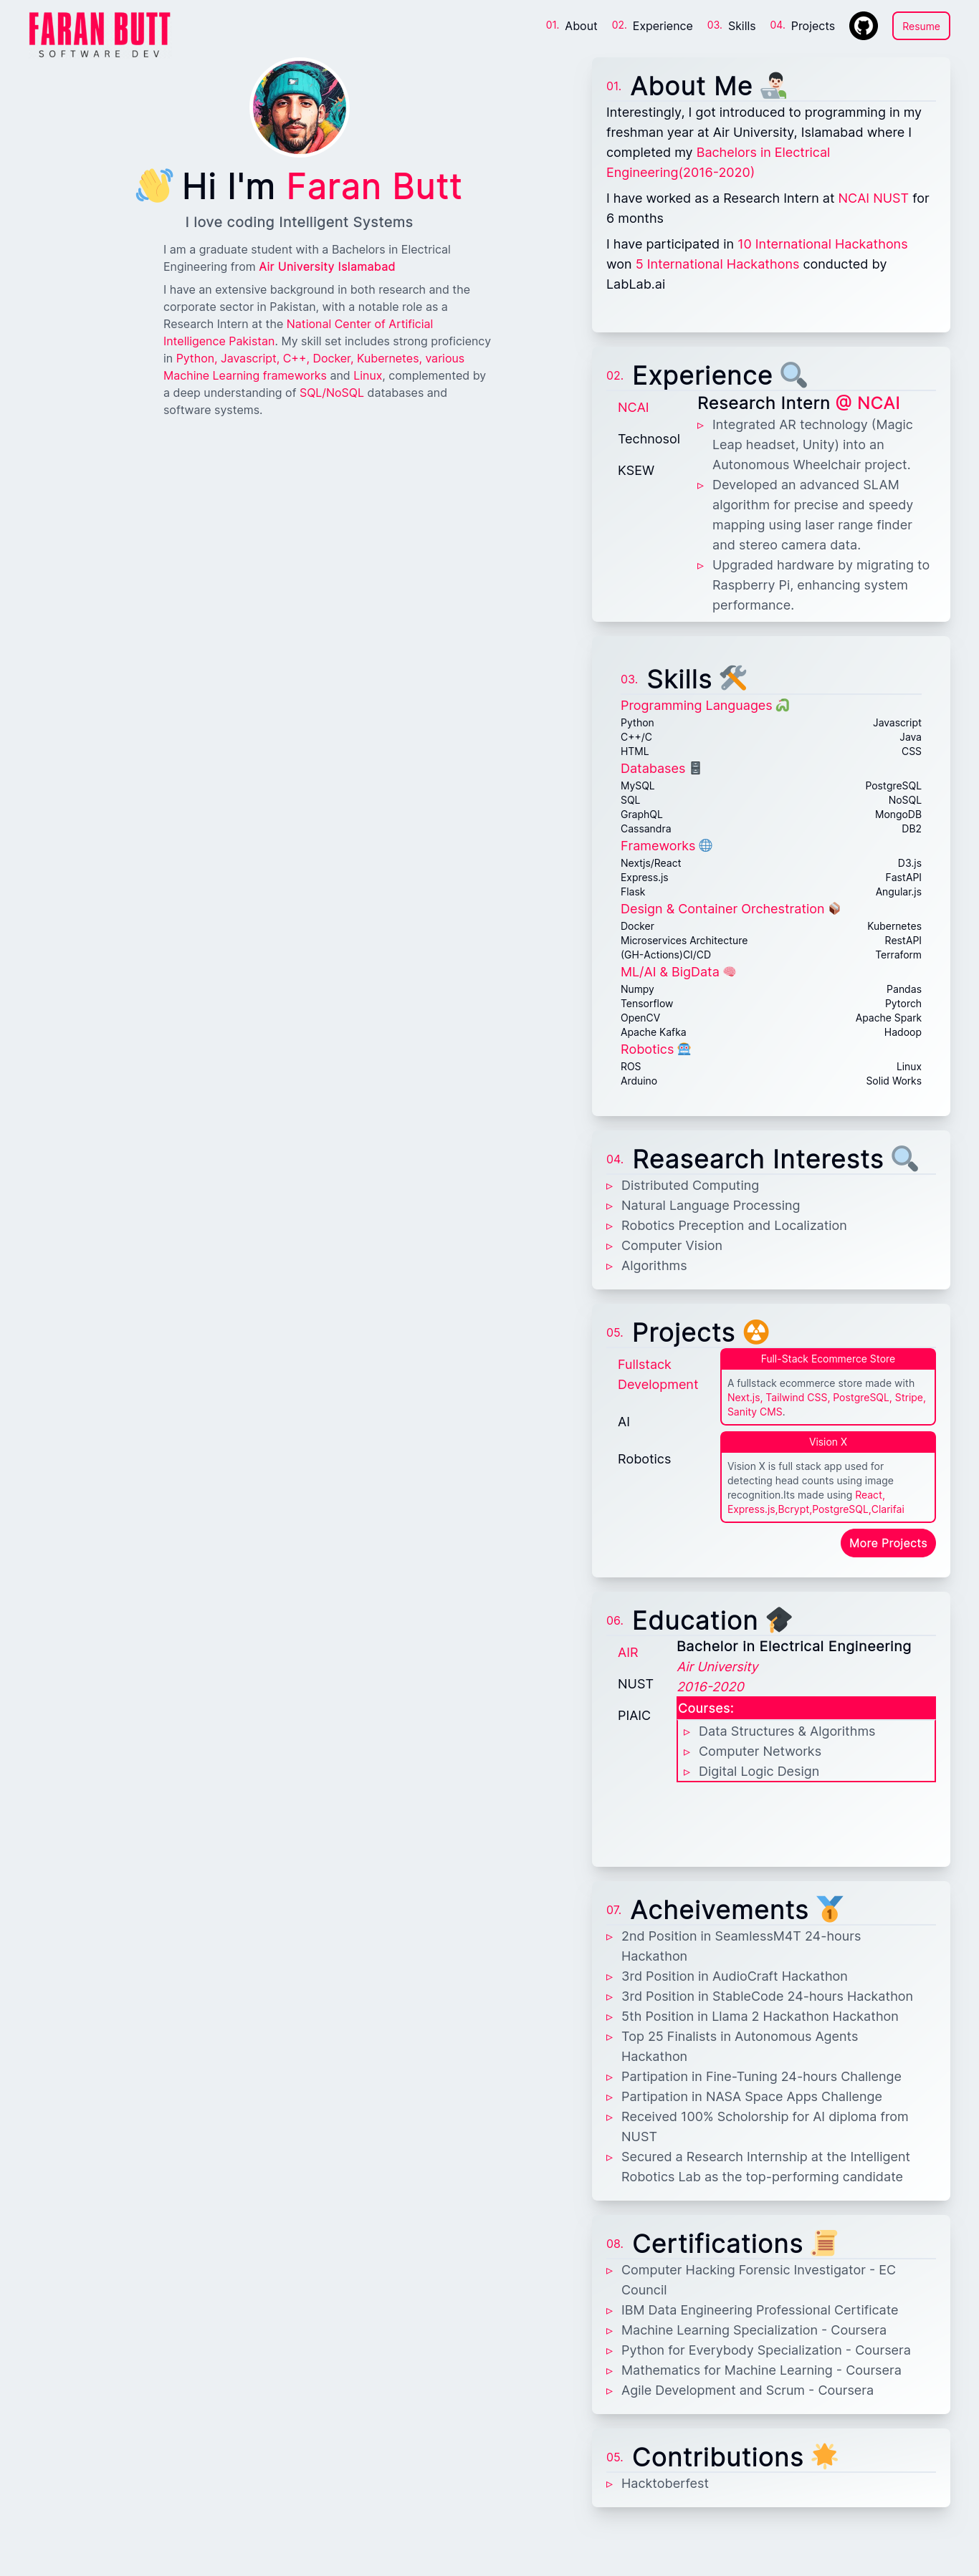 FARAN BUTT
SOFTWARE DEV
01. About 02. Experience 03. Skills 04. Projects Resume
Hi I'm Faran Butt
I love coding Intelligent Systems
I am a graduate student with a Bachelors in Electrical
Engineering from Air University Islamabad
I have an extensive background in both research and the
corporate sector in Pakistan, with a notable role as a
Research Intern at the National Center of Artificial
Intelligence Pakistan. My skill set includes strong proficiency
in Python, Javascript, C++, Docker, Kubernetes, various
Machine Learning frameworks and Linux, complemented by
a deep understanding of SQL/NoSQL databases and
software systems.
01. About Me
Interestingly, I got introduced to programming in my
freshman year at Air University, Islamabad where I
completed my Bachelors in Electrical
Engineering(2016-2020)
I have worked as a Research Intern at NCAI NUST for
6 months
I have participated in 10 International Hackathons
won 5 International Hackathons conducted by
LabLab.ai
02. Experience
NCAI
Technosol
KSEW
Research Intern @ NCAI
▹ Integrated AR technology (Magic
Leap headset, Unity) into an
Autonomous Wheelchair project.
▹ Developed an advanced SLAM
algorithm for precise and speedy
mapping using laser range finder
and stereo camera data.
▹ Upgraded hardware by migrating to
Raspberry Pi, enhancing system
performance.
03. Skills
Programming Languages
Python Javascript
C++/C Java
HTML CSS
Databases
MySQL PostgreSQL
SQL NoSQL
GraphQL MongoDB
Cassandra DB2
Frameworks
Nextjs/React D3.js
Express.js FastAPI
Flask Angular.js
Design & Container Orchestration
Docker Kubernetes
Microservices Architecture RestAPI
(GH-Actions)CI/CD Terraform
ML/AI & BigData
Numpy Pandas
Tensorflow Pytorch
OpenCV Apache Spark
Apache Kafka Hadoop
Robotics
ROS Linux
Arduino Solid Works
04. Reasearch Interests
▹ Distributed Computing
▹ Natural Language Processing
▹ Robotics Preception and Localization
▹ Computer Vision
▹ Algorithms
05. Projects
Fullstack
Development
AI
Robotics
Full-Stack Ecommerce Store
A fullstack ecommerce store made with
Next.js, Tailwind CSS, PostgreSQL, Stripe,
Sanity CMS.
Vision X
Vision X is full stack app used for
detecting head counts using image
recognition.Its made using React,
Express.js,Bcrypt,PostgreSQL,Clarifai
More Projects
06. Education
AIR
NUST
PIAIC
Bachelor in Electrical Engineering
Air University
2016-2020
Courses:
▹ Data Structures & Algorithms
▹ Computer Networks
▹ Digital Logic Design
07. Acheivements
▹ 2nd Position in SeamlessM4T 24-hours
Hackathon
▹ 3rd Position in AudioCraft Hackathon
▹ 3rd Position in StableCode 24-hours Hackathon
▹ 5th Position in Llama 2 Hackathon Hackathon
▹ Top 25 Finalists in Autonomous Agents
Hackathon
▹ Partipation in Fine-Tuning 24-hours Challenge
▹ Partipation in NASA Space Apps Challenge
▹ Received 100% Scholorship for AI diploma from
NUST
▹ Secured a Research Internship at the Intelligent
Robotics Lab as the top-performing candidate
08. Certifications
▹ Computer Hacking Forensic Investigator - EC
Council
▹ IBM Data Engineering Professional Certificate
▹ Machine Learning Specialization - Coursera
▹ Python for Everybody Specialization - Coursera
▹ Mathematics for Machine Learning - Coursera
▹ Agile Development and Scrum - Coursera
05. Contributions
▹ Hacktoberfest